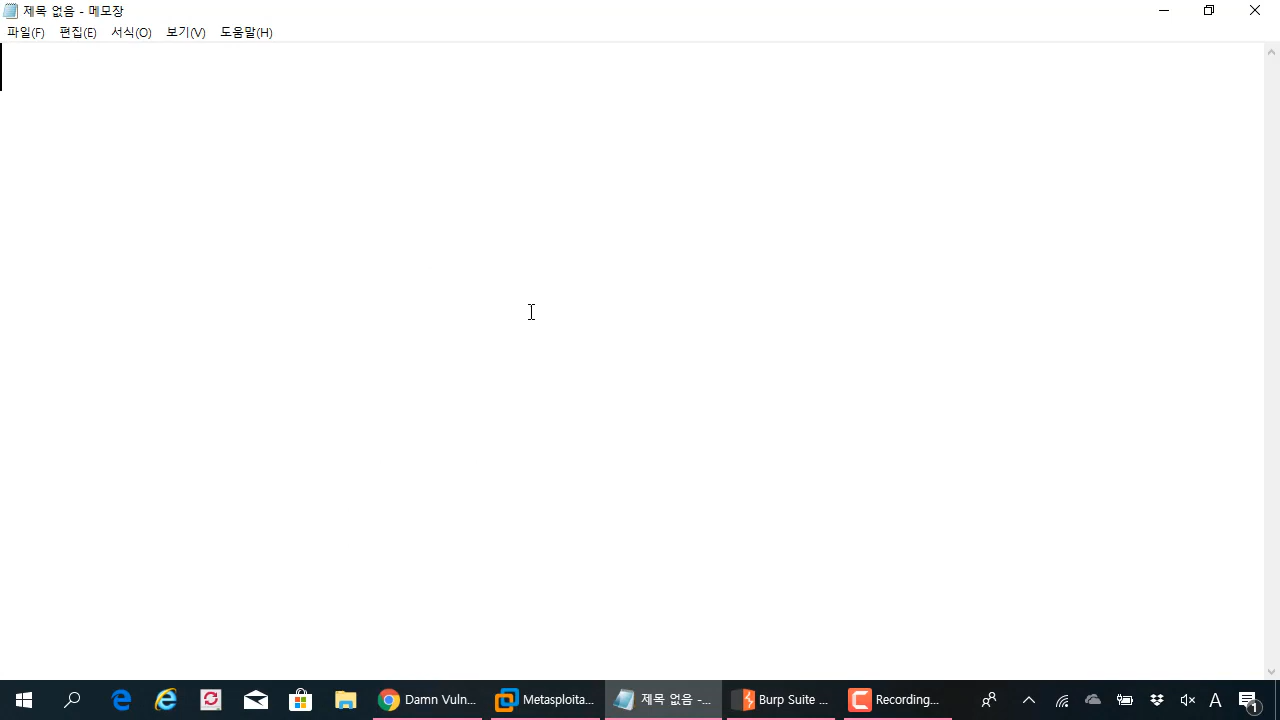 제목 없음 - 메모장
파일(F) 편집(E) 서식(O) 보기(V) 도움말(H)
Damn Vuln... Metasploita... 제목 없음 -... Burp Suite ... Recording... A 1